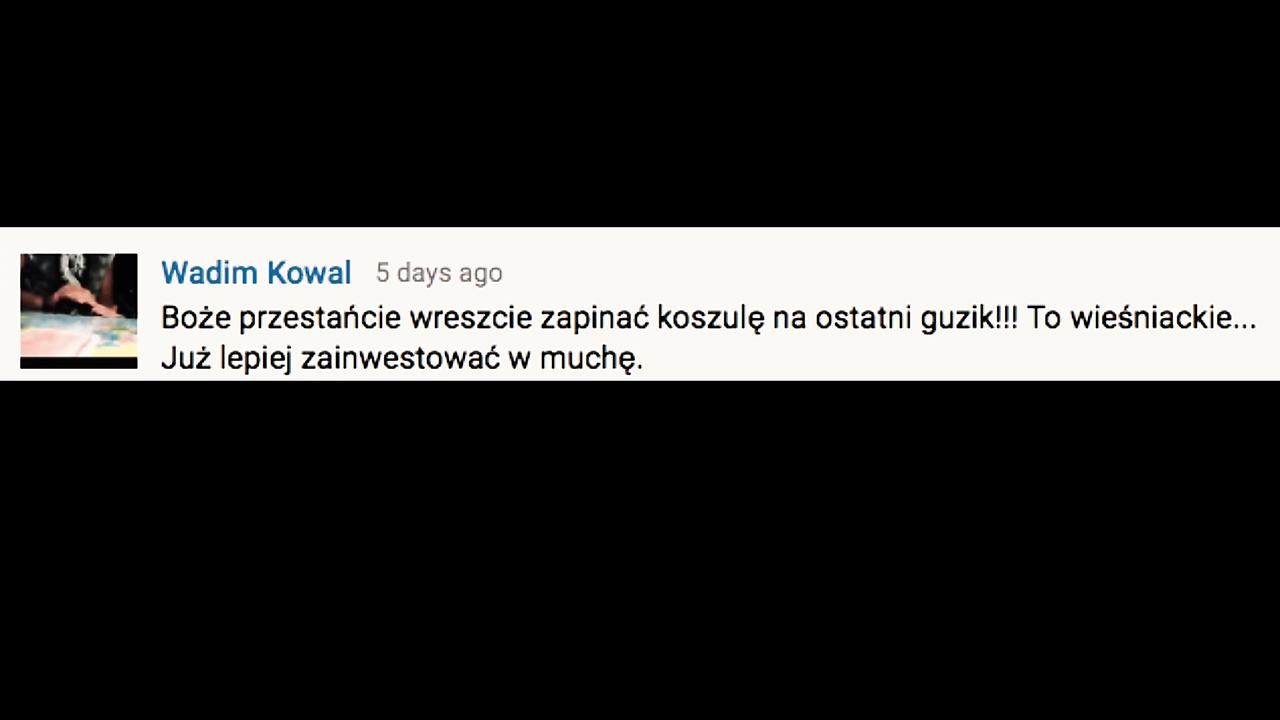 Wadim Kowal 5 days ago
Boże przestańcie wreszcie zapinać koszulę na ostatni guzik!!! To wieśniackie...
Już lepiej zainwestować w muchę.